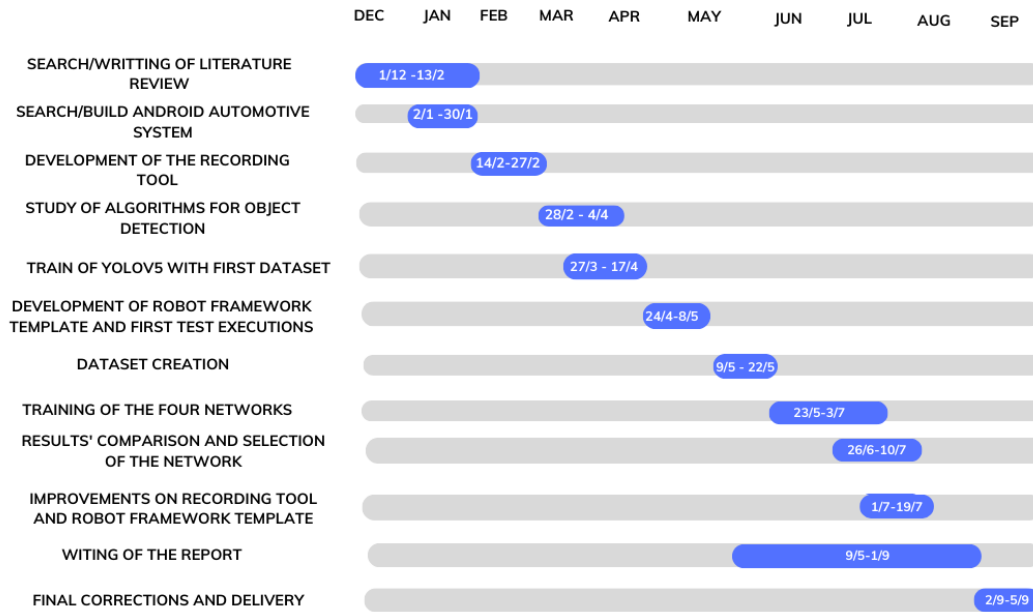 DEC JAN FEB MAR APR MAY JUN JUL AUG SEP
SEARCH/WRITTING OF LITERATURE
REVIEW
1/12 -13/2
SEARCH/BUILD ANDROID AUTOMOTIVE
SYSTEM
2/1 -30/1
DEVELOPMENT OF THE RECORDING
TOOL
14/2-27/2
STUDY OF ALGORITHMS FOR OBJECT
DETECTION
28/2 - 4/4
TRAIN OF YOLOV5 WITH FIRST DATASET
27/3 - 17/4
DEVELOPMENT OF ROBOT FRAMEWORK
TEMPLATE AND FIRST TEST EXECUTIONS
24/4-8/5
DATASET CREATION
9/5 - 22/5
TRAINING OF THE FOUR NETWORKS
23/5-3/7
RESULTS' COMPARISON AND SELECTION
OF THE NETWORK
26/6-10/7
IMPROVEMENTS ON RECORDING TOOL
AND ROBOT FRAMEWORK TEMPLATE
1/7-19/7
WITING OF THE REPORT
9/5-1/9
FINAL CORRECTIONS AND DELIVERY
2/9-5/9